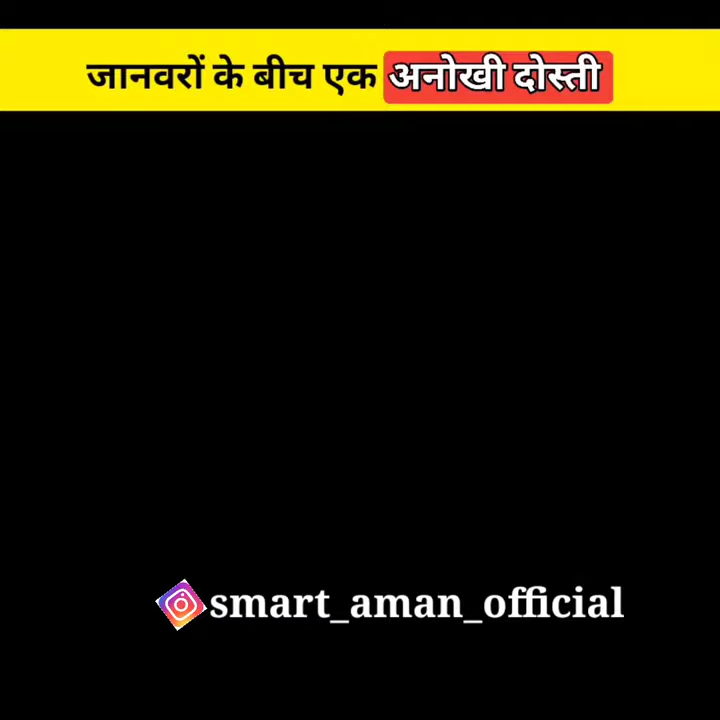 जानवरों के बीच एक अनोखी दोस्ती
smart_aman_official